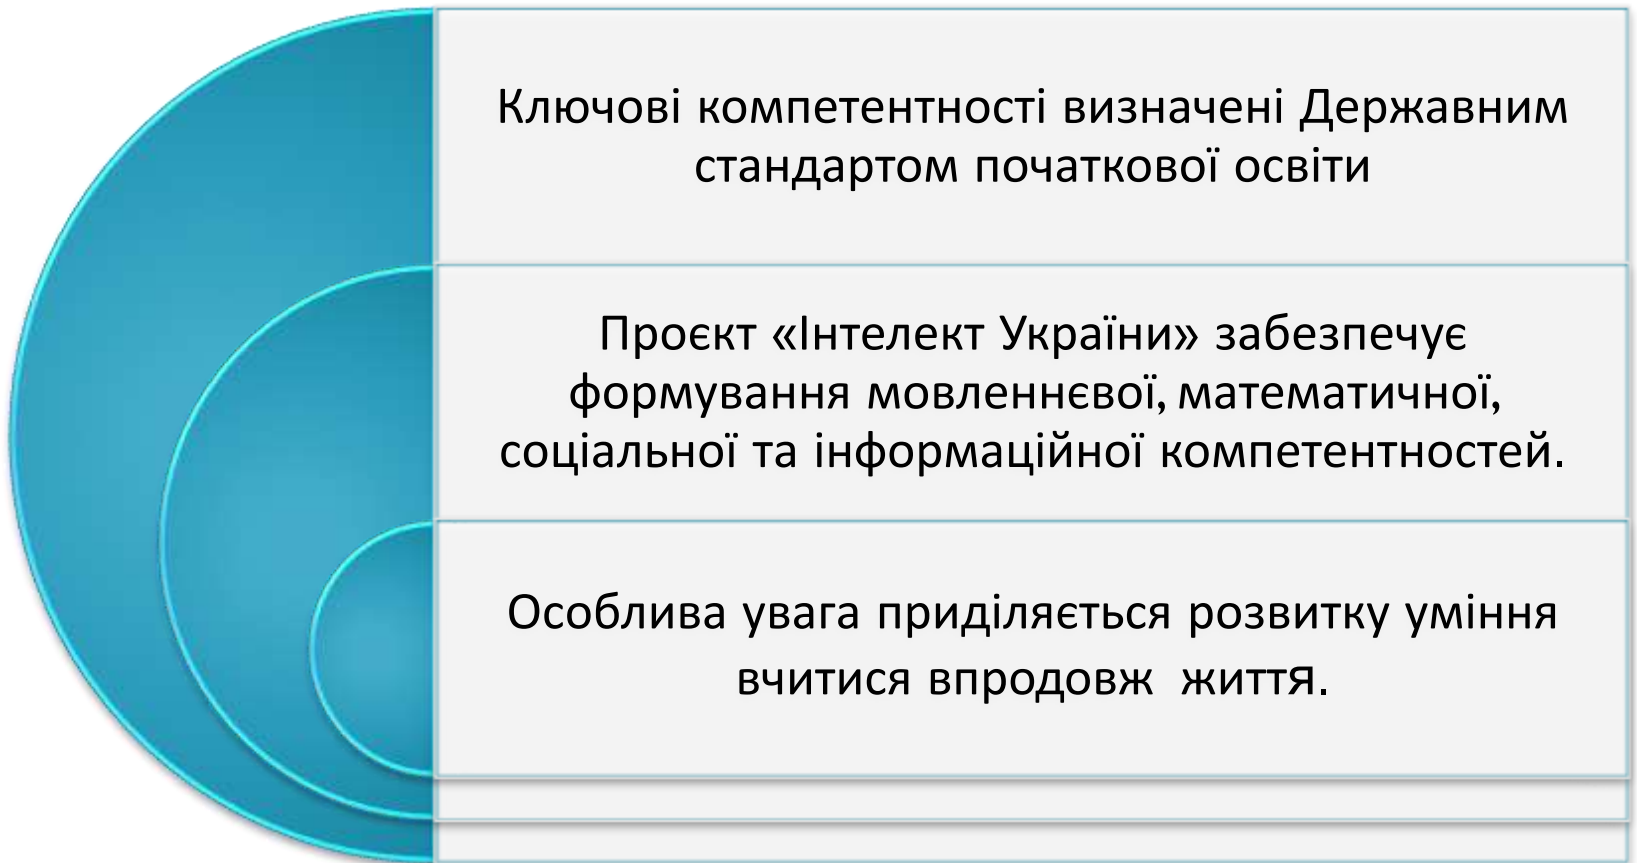 Ключові компетентності визначені Державним
стандартом початкової освіти
Проєкт «Інтелект України» забезпечує
формування мовленнєвої, математичної,
соціальної та інформаційної компетентностей.
Особлива увага приділяється розвитку уміння
вчитися впродовж  життя.